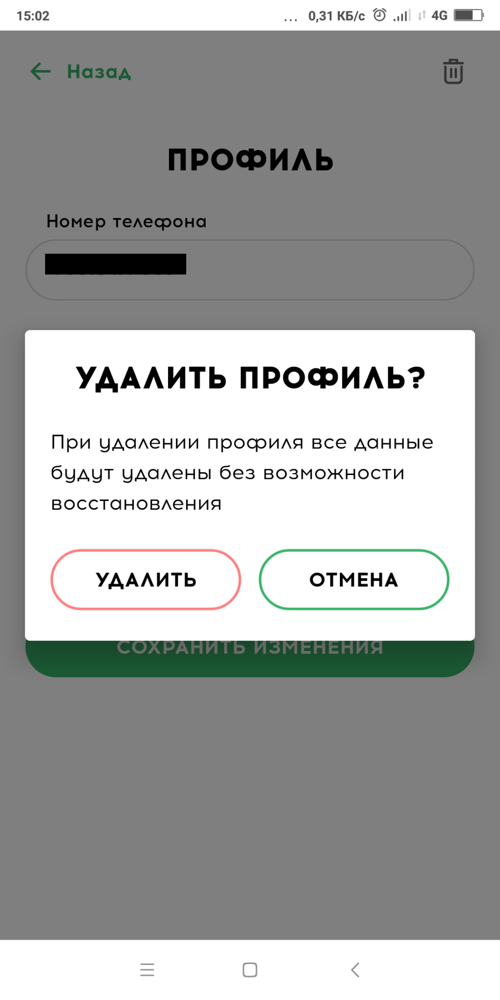 15:02
... 0,31 КБ/с 4G
Назад
ПРОФИЛЬ
Номер телефона
УДАЛИТЬ ПРОФИЛЬ?
При удалении профиля все данные
будут удалены без возможности
восстановления
УДАЛИТЬ ОТМЕНА
СОХРАНИТЬ ИЗМЕНЕНИЯ